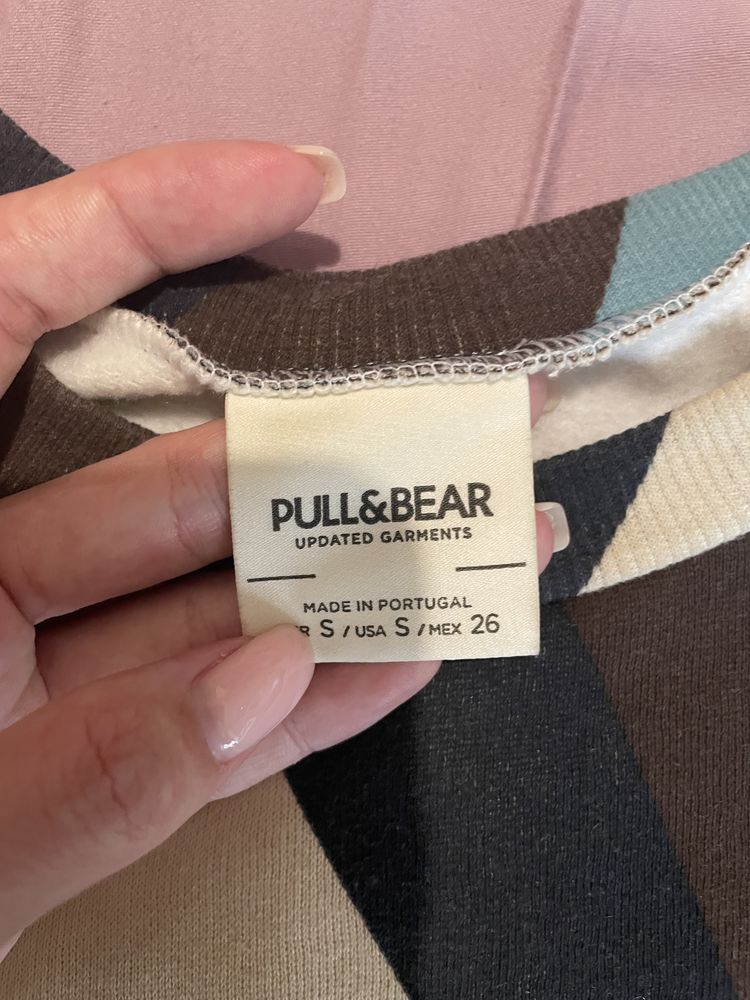 PULL&BEAR
UPDATED GARMENTS
MADE IN PORTUGAL
S / USA S / MEX 26